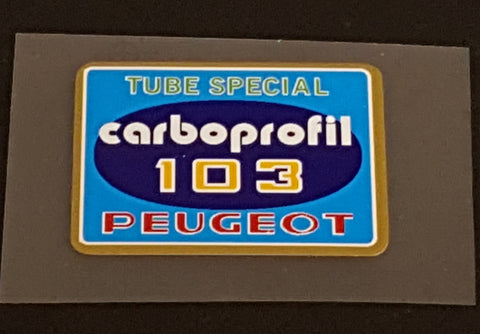 TUBE SPECIAL
carboprofil
103
PEUGEOT